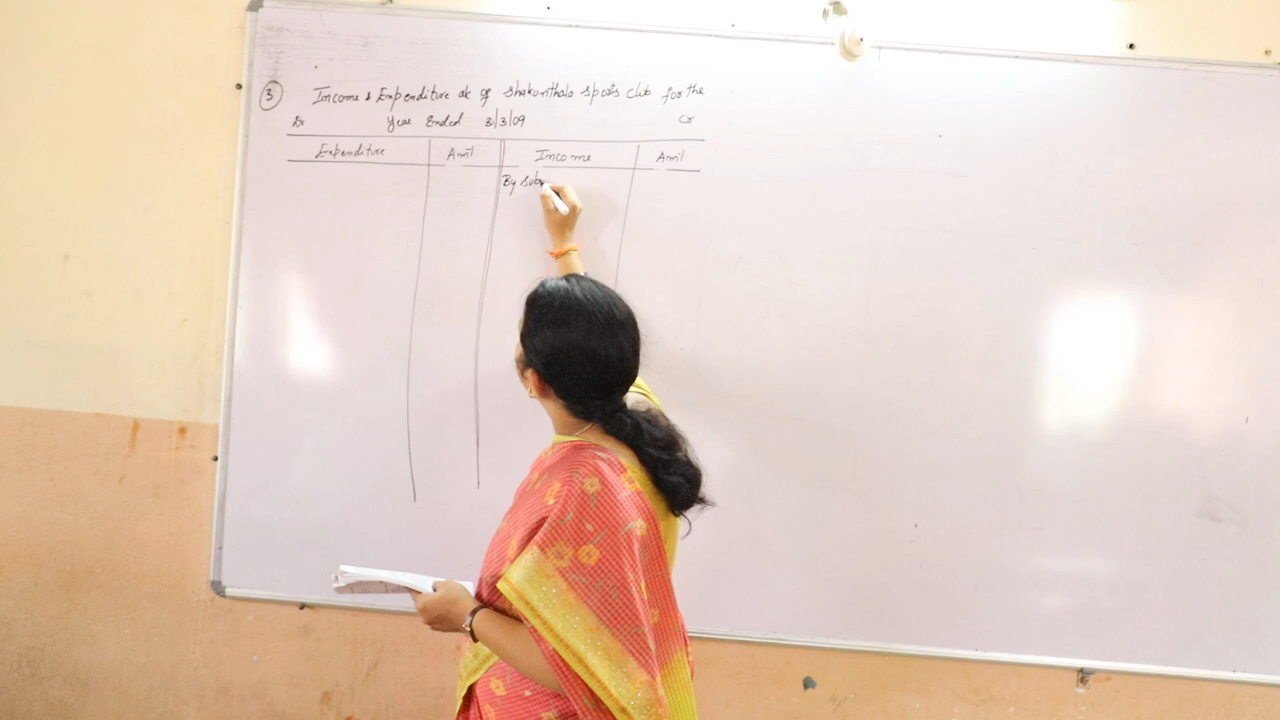 3 Income & Expenditure a/c of Shakunthala Sports Club for the
Dr Year Ended 31/3/09 Cr
Expenditure Amt Income Amt
By Sub